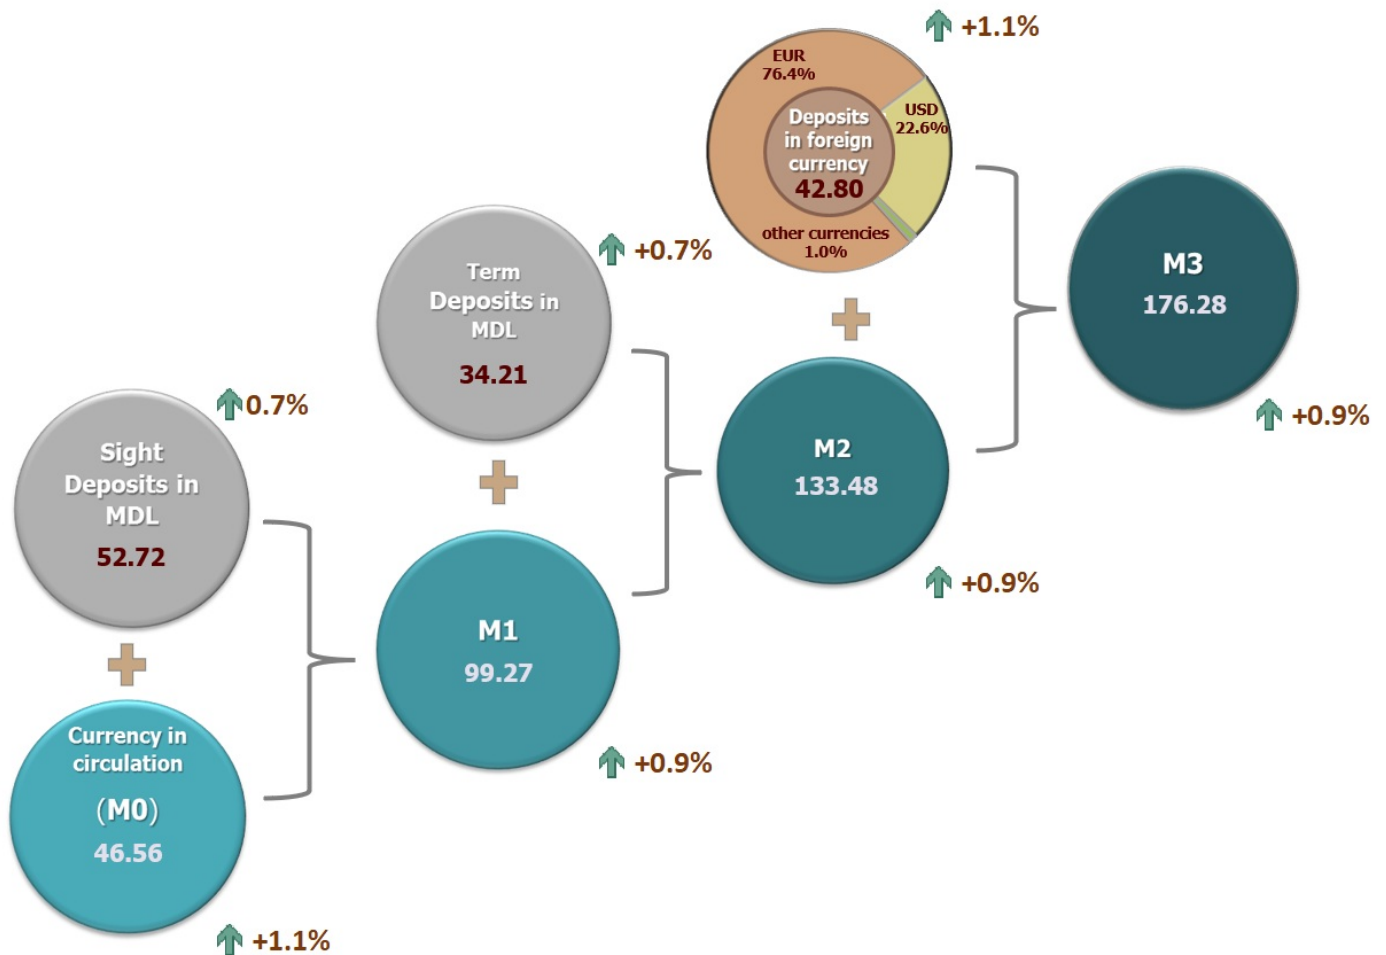 +1.1%
EUR
76.4%
USD
22.6%
Deposits
in foreign
currency
42.80
other currencies
1.0%
M3
176.28
+0.9%
Term
Deposits in
MDL
34.21
+0.7%
M2
133.48
+0.9%
Sight
Deposits in
MDL
52.72
0.7%
M1
99.27
+0.9%
Currency in
circulation
(M0)
46.56
+1.1%